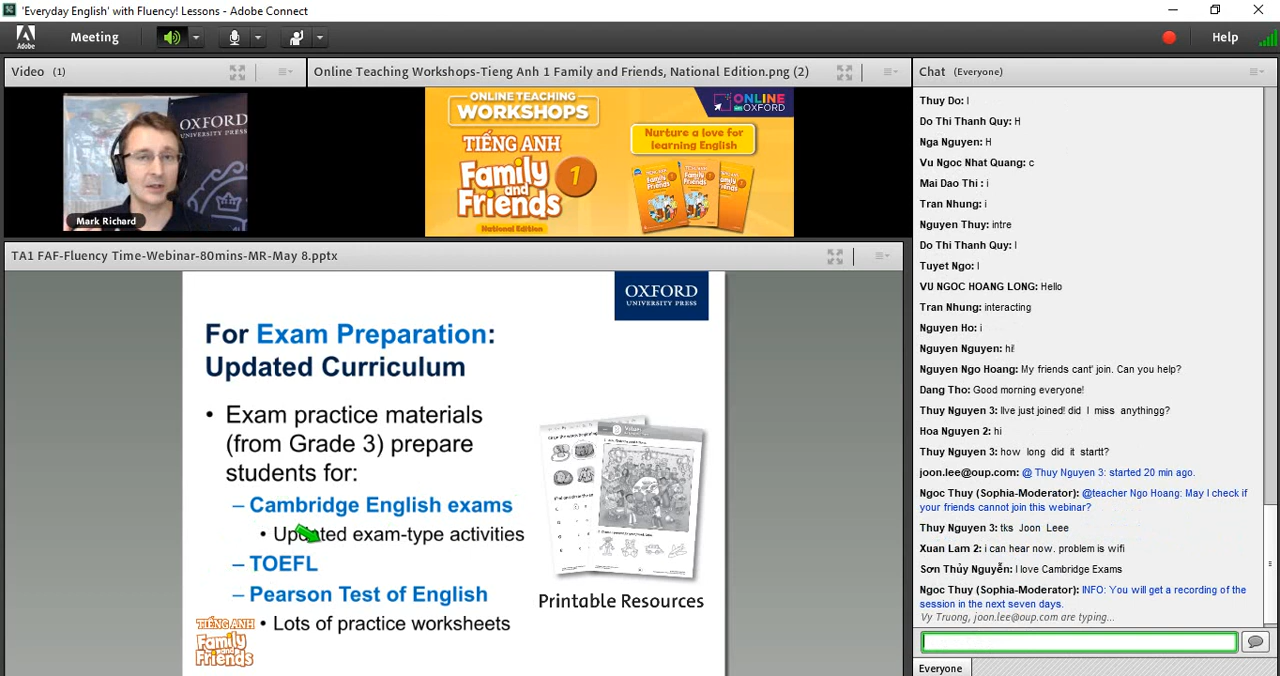 'Everyday English' with Fluency! Lessons - Adobe Connect
Adobe
Meeting
Help
Video (1)
OXFORD
UNIVERSITY PRESS
Mark Richard
Online Teaching Workshops-Tieng Anh 1 Family and Friends, National Edition.png (2)
ONLINE TEACHING
WORKSHOPS
TIẾNG ANH
Family
and
Friends
1
National Edition
ONLINE
OXFORD
Nurture a love for
learning English
TA1 FAF-Fluency Time-Webinar-80mins-MR-May 8.pptx
OXFORD
UNIVERSITY PRESS
For Exam Preparation:
Updated Curriculum
• Exam practice materials
(from Grade 3) prepare
students for:
– Cambridge English exams
• Updated exam-type activities
– TOEFL
– Pearson Test of English
• Lots of practice worksheets
Printable Resources
TIẾNG ANH
Family
and
Friends
Chat (Everyone)
Thuy Do: I
Do Thi Thanh Quy: H
Nga Nguyen: H
Vu Ngoc Nhat Quang: c
Mai Dao Thi : i
Tran Nhung: i
Nguyen Thuy: intre
Do Thi Thanh Quy: I
Tuyet Ngo: I
VU NGOC HOANG LONG: Hello
Tran Nhung: interacting
Nguyen Ho: i
Nguyen Nguyen: hi!
Nguyen Ngo Hoang: My friends cant' join. Can you help?
Dang Tho: Good morning everyone!
Thuy Nguyen 3: IIve just joined! did I miss anythingg?
Hoa Nguyen 2: hi
Thuy Nguyen 3: how long did it startt?
joon.lee@oup.com: @ Thuy Nguyen 3: started 20 min ago.
Ngoc Thuy (Sophia-Moderator): @teacher Ngo Hoang: May I check if
your friends cannot join this webinar?
Thuy Nguyen 3: tks Joon Leee
Xuan Lam 2: i can hear now. problem is wifi
Sơn Thủy Nguyễn: I love Cambridge Exams
Ngoc Thuy (Sophia-Moderator): INFO: You will get a recording of the
session in the next seven days.
Vy Truong, joon.lee@oup.com are typing...
Everyone